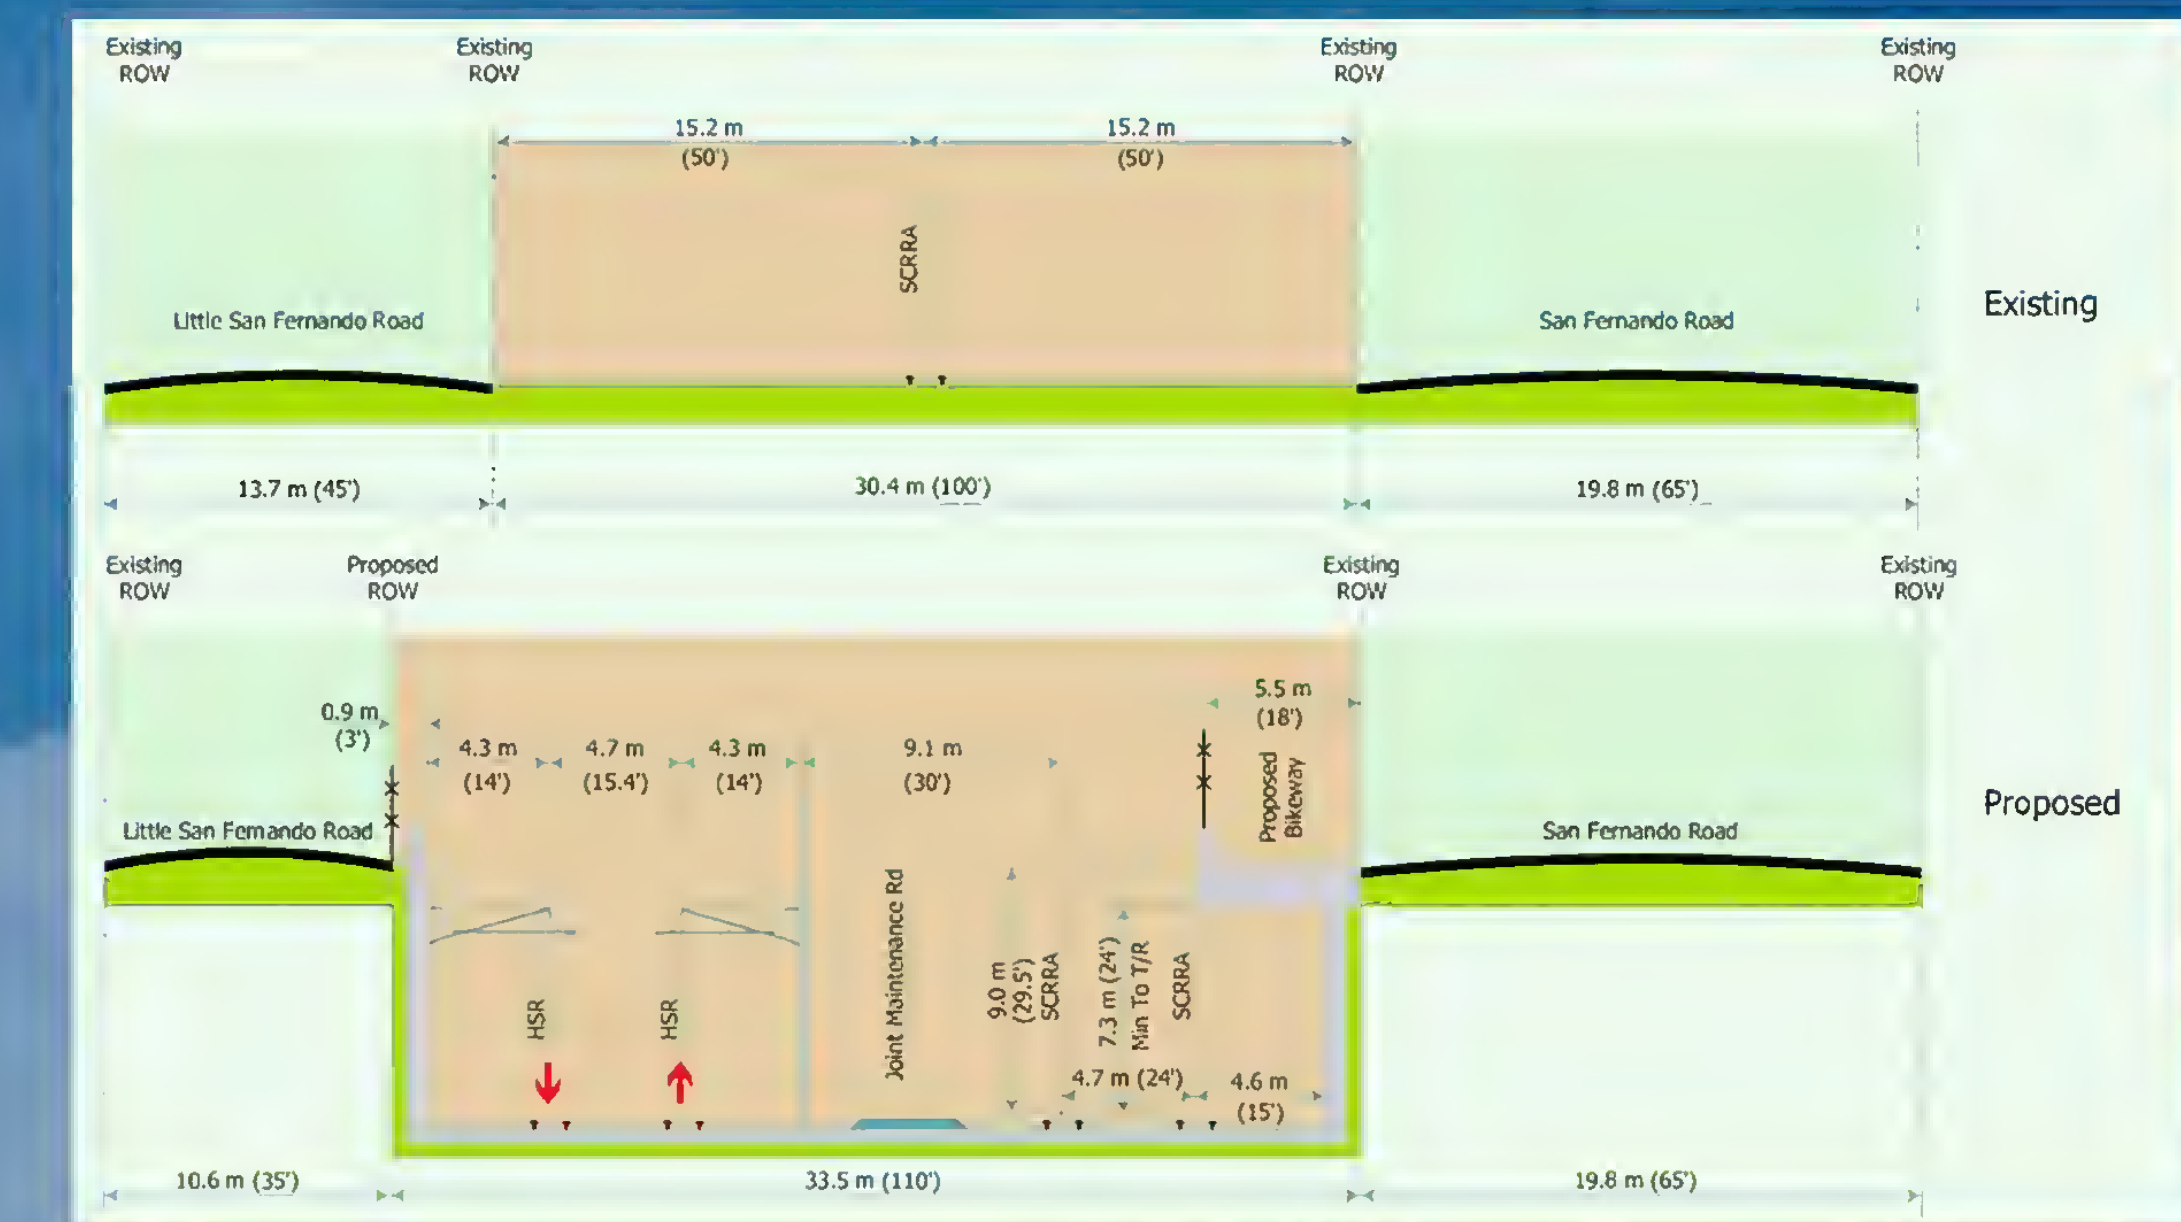 Existing
ROW
Existing
ROW
Existing
ROW
Existing
ROW
15.2 m
(50')
15.2 m
(50')
SCRRA
Little San Fernando Road
San Fernando Road
Existing
13.7 m (45')
30.4 m (100')
19.8 m (65')
Existing
ROW
Proposed
ROW
Existing
ROW
Existing
ROW
0.9 m
(3')
4.3 m
(14')
4.7 m
(15.4')
4.3 m
(14')
9.1 m
(30')
5.5 m
(18')
Proposed
Bikeway
Little San Fernando Road
San Fernando Road
Proposed
HSR
HSR
Joint Maintenance Rd
9.0 m
(29.5')
SCRRA
7.3 m (24')
Min To T/R
SCRRA
4.7 m (24')
4.6 m
(15')
10.6 m (35')
33.5 m (110')
19.8 m (65')